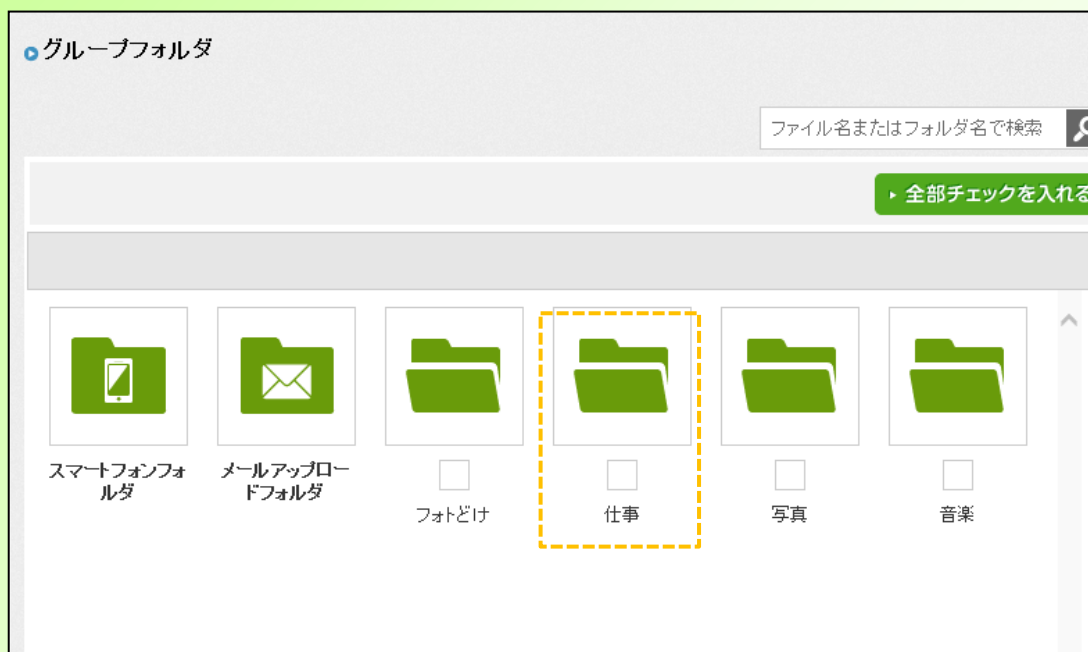 グループフォルダ
ファイル名またはフォルダ名で検索
全部チェックを入れる
スマートフォンフォ
ルダ
メールアップロー
ドフォルダ
フォトどけ
仕事
写真
音楽